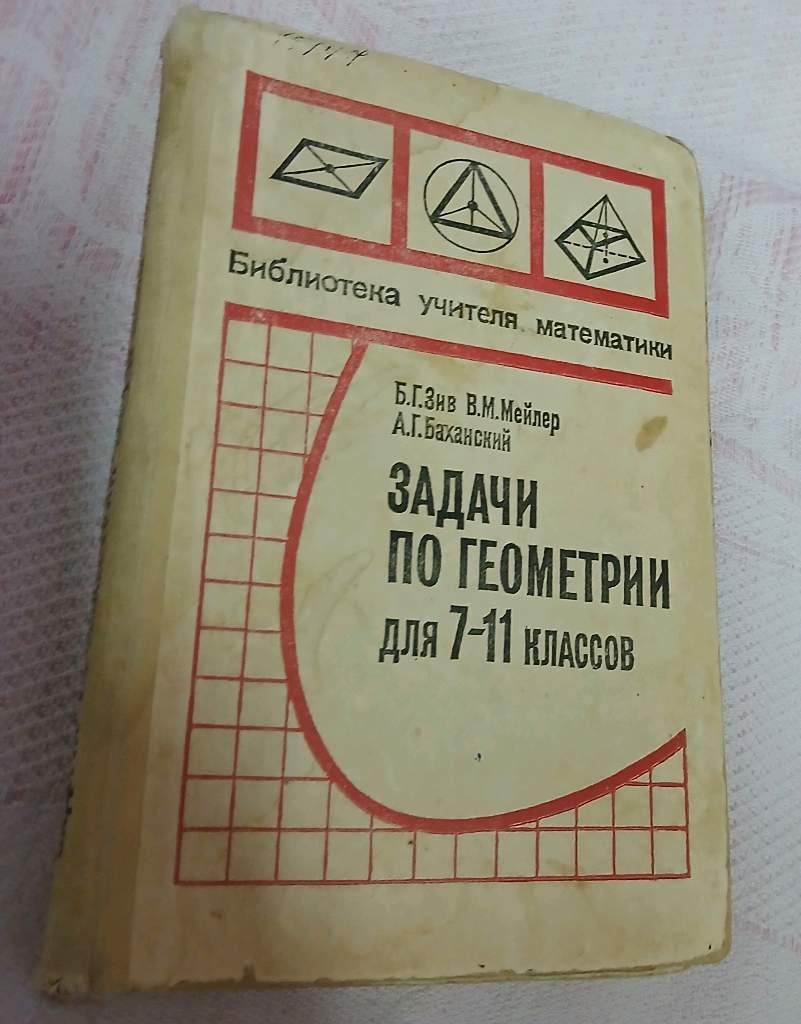 Библиотека учителя математики
Б.Г.Зив В.М.Мейлер
А.Г.Баханский
ЗАДАЧИ
ПО ГЕОМЕТРИИ
ДЛЯ 7-11 КЛАССОВ